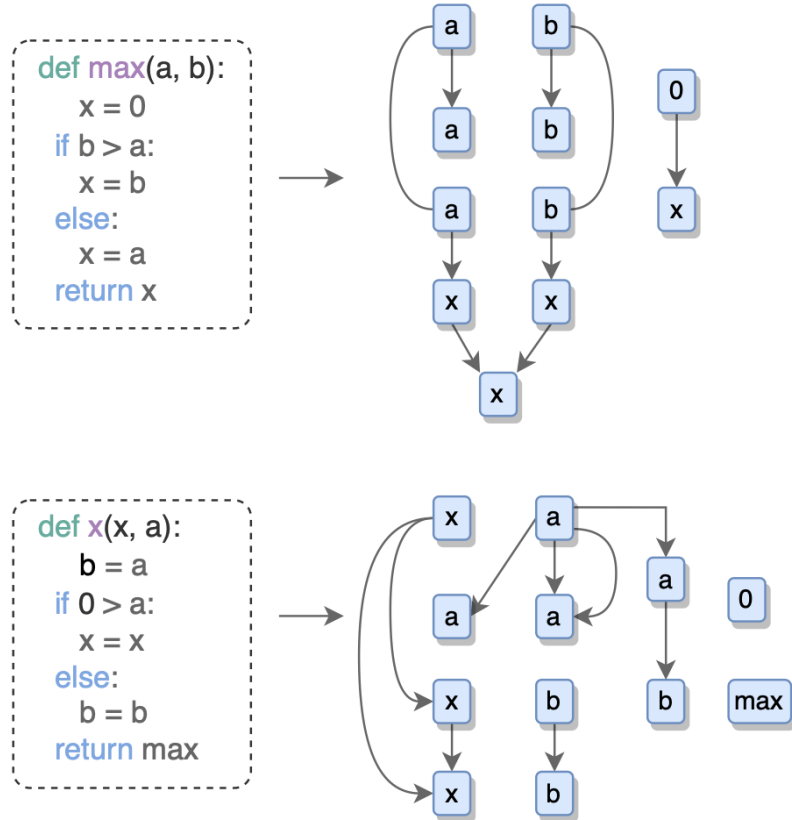 def max(a, b):
x = 0
if b > a:
x = b
else:
x = a
return x
a b
0
a b
a b x
x x
x
def x(x, a):
b = a
if 0 > a:
x = x
else:
b = b
return max
x a
a
0
a a
x b b max
x b